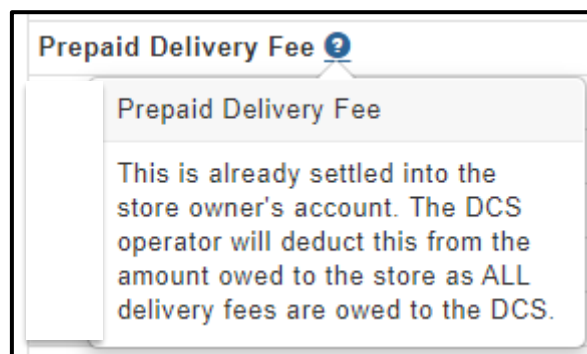 Prepaid Delivery Fee ?
Prepaid Delivery Fee
This is already settled into the
store owner's account. The DCS
operator will deduct this from the
amount owed to the store as ALL
delivery fees are owed to the DCS.